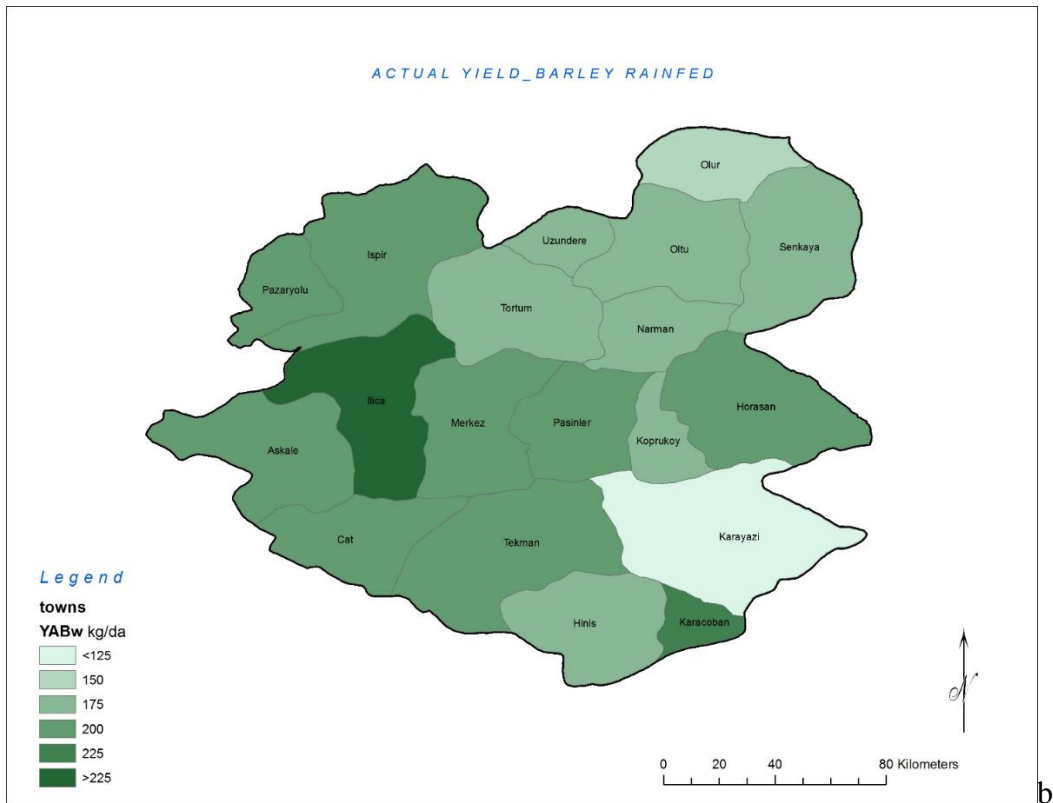 ACTUAL YIELD_BARLEY RAINFED
Olur
Uzundere
Oltu
Senkaya
Ispir
Pazaryolu
Tortum
Narman
Ilica
Merkez
Pasinler
Koprukoy
Horasan
Askale
Cat
Tekman
Karayazi
Hinis
Karacoban
Legend
towns
YABw kg/da
<125
150
175
200
225
>225
N
0 20 40 80 Kilometers
b